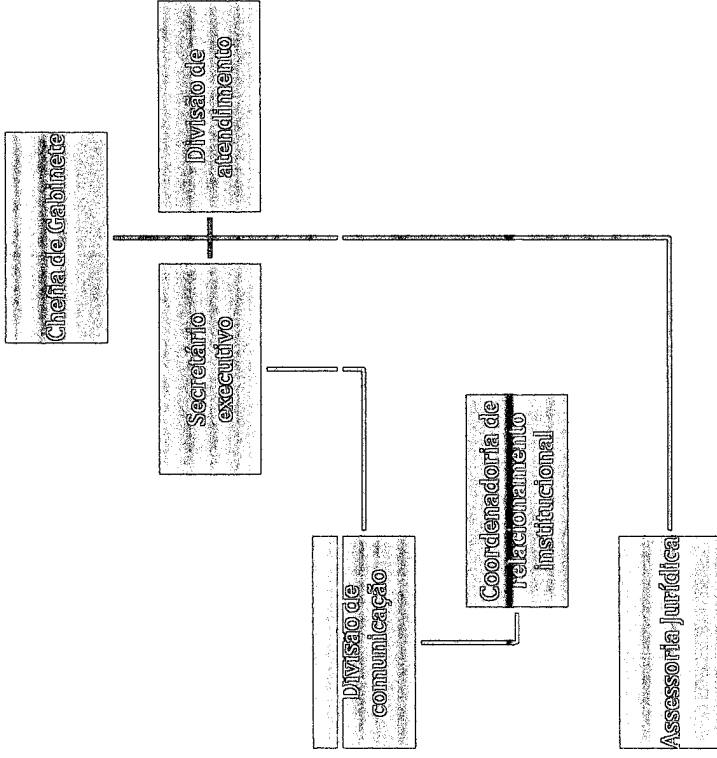 Chefia de Gabinete
Secretário
executivo
Divisão de
atendimento
Divisão de
comunicação
Coordenadoria de
relacionamento
institucional
Assessoria Jurídica